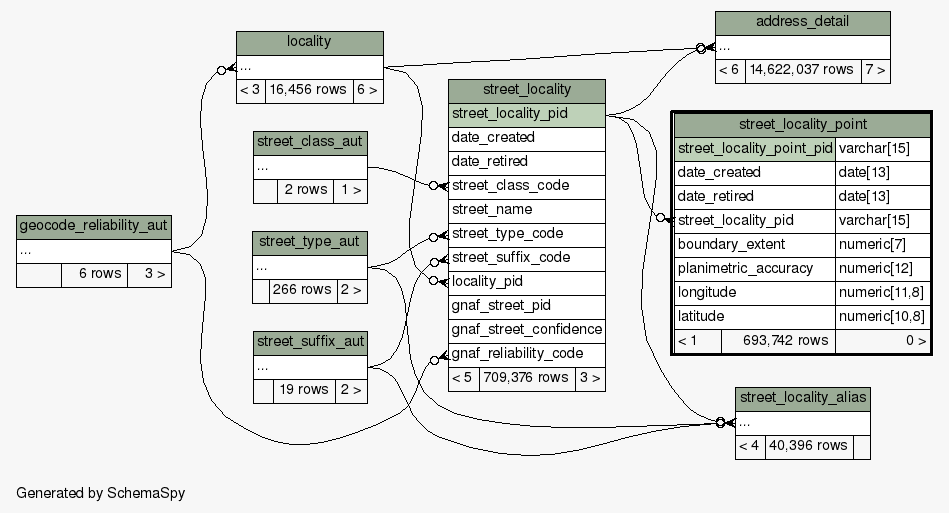 address_detail
...
< 6 14,622,037 rows 7 >
locality
...
< 3 16,456 rows 6 >
street_class_aut
...
2 rows 1 >
geocode_reliability_aut
...
6 rows 3 >
street_type_aut
...
266 rows 2 >
street_suffix_aut
...
19 rows 2 >
street_locality
street_locality_pid
date_created
date_retired
street_class_code
street_name
street_type_code
street_suffix_code
locality_pid
gnaf_street_pid
gnaf_street_confidence
gnaf_reliability_code
< 5 709,376 rows 3 >
street_locality_point
street_locality_point_pid varchar[15]
date_created date[13]
date_retired date[13]
street_locality_pid varchar[15]
boundary_extent numeric[7]
planimetric_accuracy numeric[12]
longitude numeric[11,8]
latitude numeric[10,8]
< 1 693,742 rows 0 >
street_locality_alias
...
< 4 40,396 rows
Generated by SchemaSpy